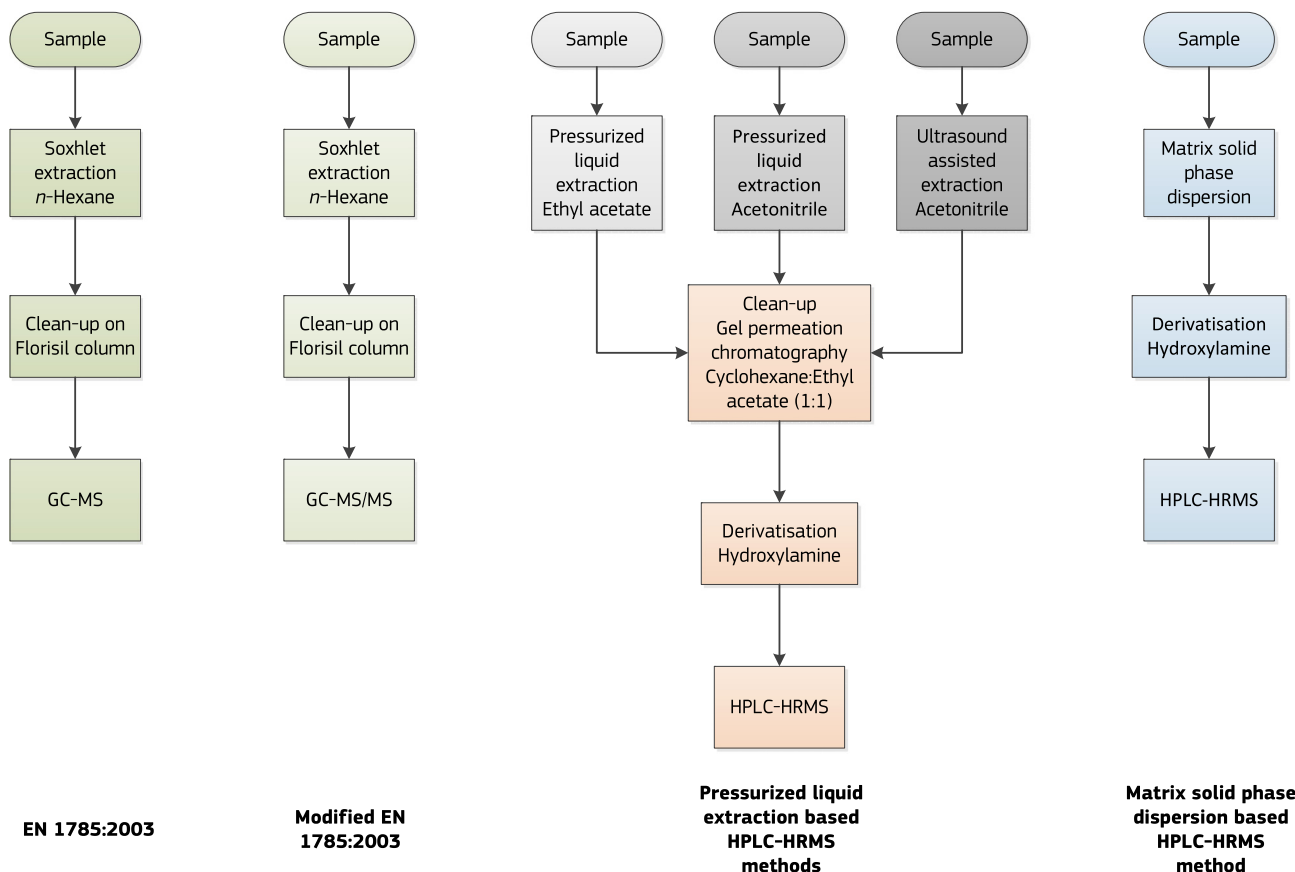 Sample
Soxhlet
extraction
n-Hexane
Clean-up on
Florisil column
GC-MS
EN 1785:2003
Sample
Soxhlet
extraction
n-Hexane
Clean-up on
Florisil column
GC-MS/MS
Modified EN
1785:2003
Sample
Pressurized
liquid
extraction
Ethyl acetate
Sample
Pressurized
liquid
extraction
Acetonitrile
Sample
Ultrasound
assisted
extraction
Acetonitrile
Clean-up
Gel permeation
chromatography
Cyclohexane:Ethyl
acetate (1:1)
Derivatisation
Hydroxylamine
HPLC-HRMS
Pressurized liquid
extraction based
HPLC-HRMS
methods
Sample
Matrix solid
phase
dispersion
Derivatisation
Hydroxylamine
HPLC-HRMS
Matrix solid phase
dispersion based
HPLC-HRMS
method